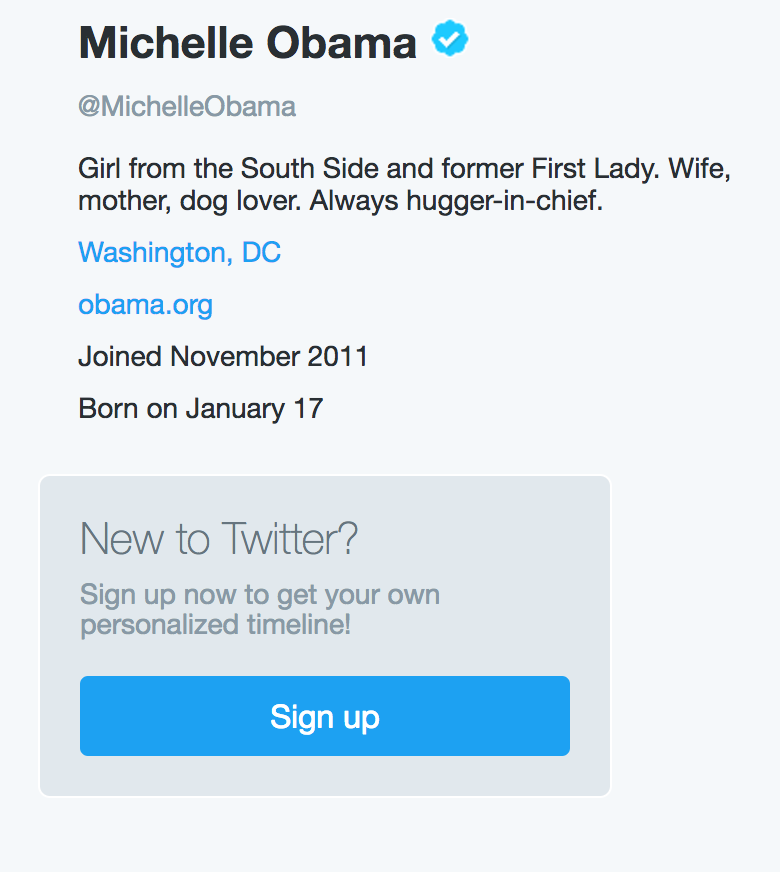 Michelle Obama
@MichelleObama
Girl from the South Side and former First Lady. Wife,
mother, dog lover. Always hugger-in-chief.
Washington, DC
obama.org
Joined November 2011
Born on January 17
New to Twitter?
Sign up now to get your own
personalized timeline!
Sign up